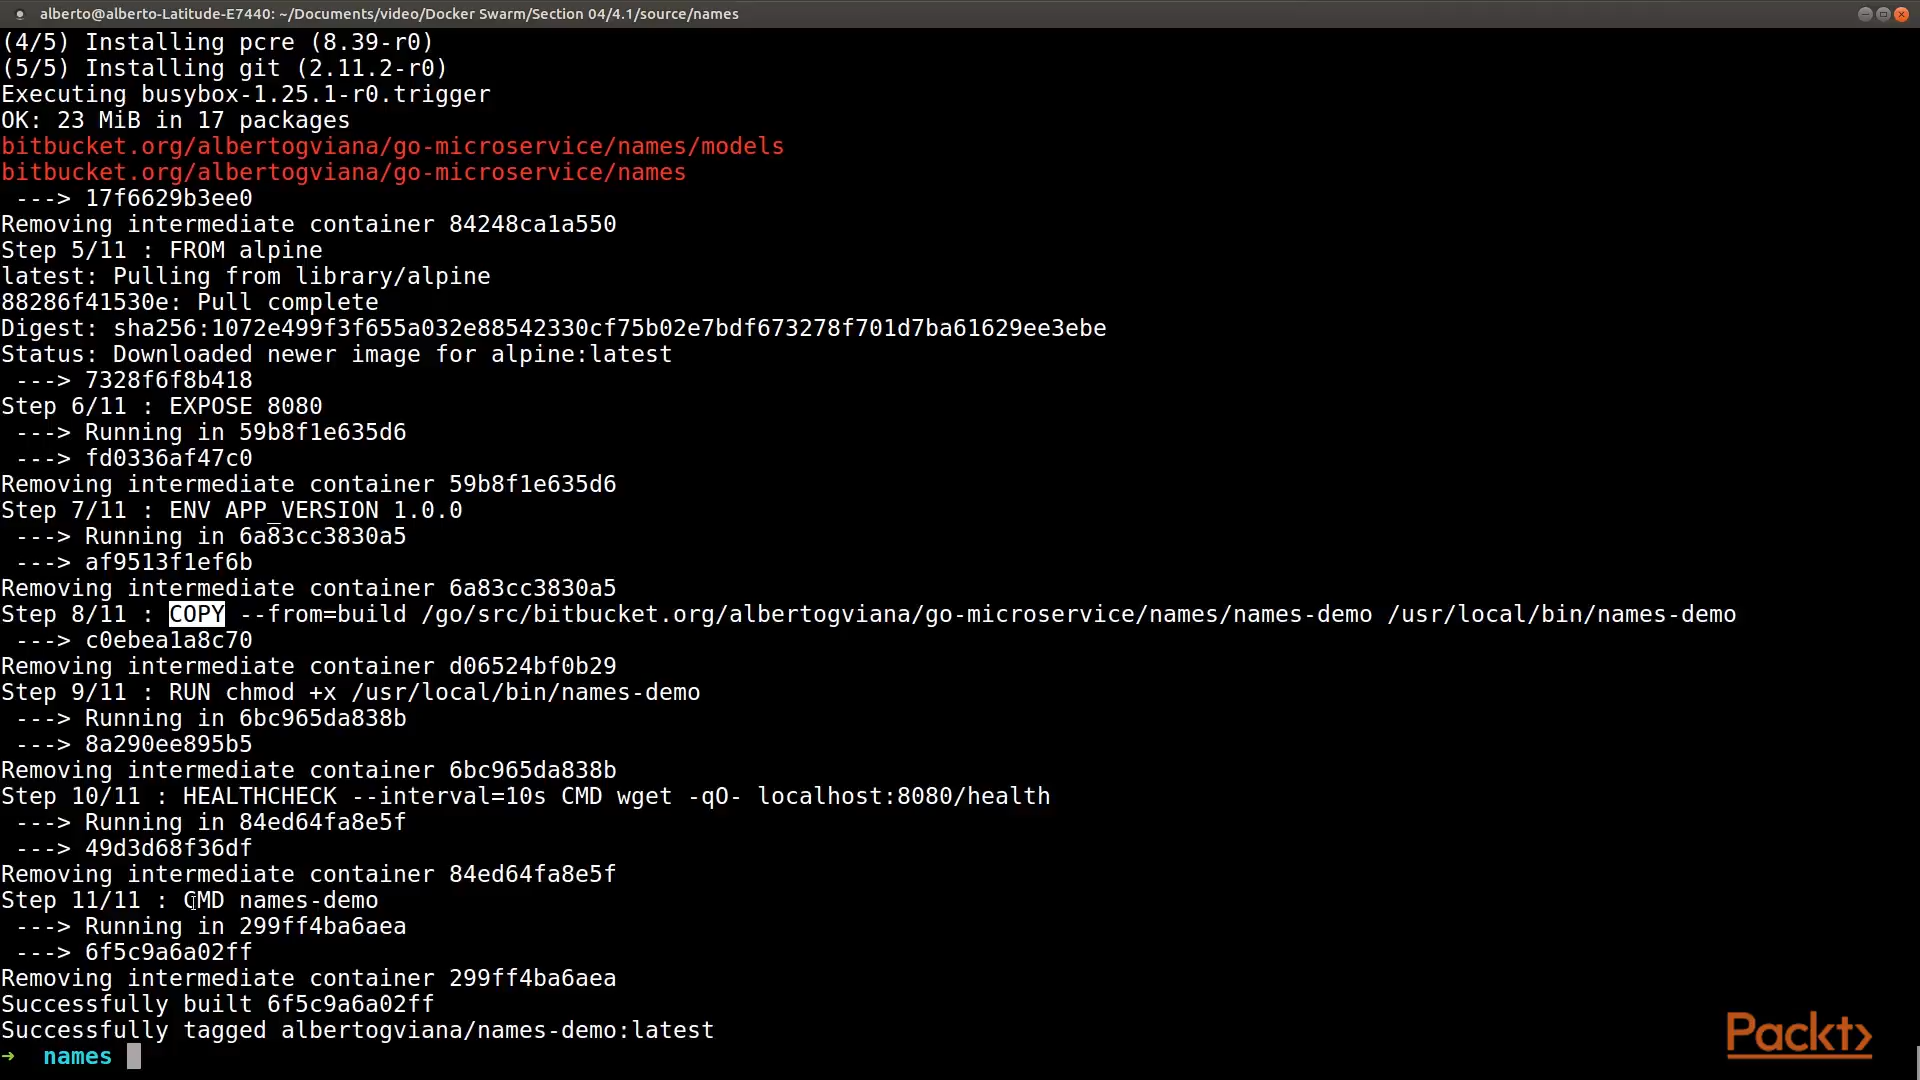 alberto@alberto-Latitude-E7440: ~/Documents/video/Docker Swarm/Section 04/4.1/source/names
(4/5) Installing pcre (8.39-r0)
(5/5) Installing git (2.11.2-r0)
Executing busybox-1.25.1-r0.trigger
OK: 23 MiB in 17 packages
bitbucket.org/albertogviana/go-microservice/names/models
bitbucket.org/albertogviana/go-microservice/names
---> 17f6629b3ee0
Removing intermediate container 84248ca1a550
Step 5/11 : FROM alpine
latest: Pulling from library/alpine
88286f41530e: Pull complete
Digest: sha256:1072e499f3f655a032e88542330cf75b02e7bdf673278f701d7ba61629ee3ebe
Status: Downloaded newer image for alpine:latest
---> 7328f6f8b418
Step 6/11 : EXPOSE 8080
---> Running in 59b8f1e635d6
---> fd0336af47c0
Removing intermediate container 59b8f1e635d6
Step 7/11 : ENV APP_VERSION 1.0.0
---> Running in 6a83cc3830a5
---> af9513f1ef6b
Removing intermediate container 6a83cc3830a5
Step 8/11 : COPY --from=build /go/src/bitbucket.org/albertogviana/go-microservice/names/names-demo /usr/local/bin/names-demo
---> c0ebea1a8c70
Removing intermediate container d06524bf0b29
Step 9/11 : RUN chmod +x /usr/local/bin/names-demo
---> Running in 6bc965da838b
---> 8a290ee895b5
Removing intermediate container 6bc965da838b
Step 10/11 : HEALTHCHECK --interval=10s CMD wget -qO- localhost:8080/health
---> Running in 84ed64fa8e5f
---> 49d3d68f36df
Removing intermediate container 84ed64fa8e5f
Step 11/11 : CMD names-demo
---> Running in 299ff4ba6aea
---> 6f5c9a6a02ff
Removing intermediate container 299ff4ba6aea
Successfully built 6f5c9a6a02ff
Successfully tagged albertogviana/names-demo:latest
➜ names
Packt>